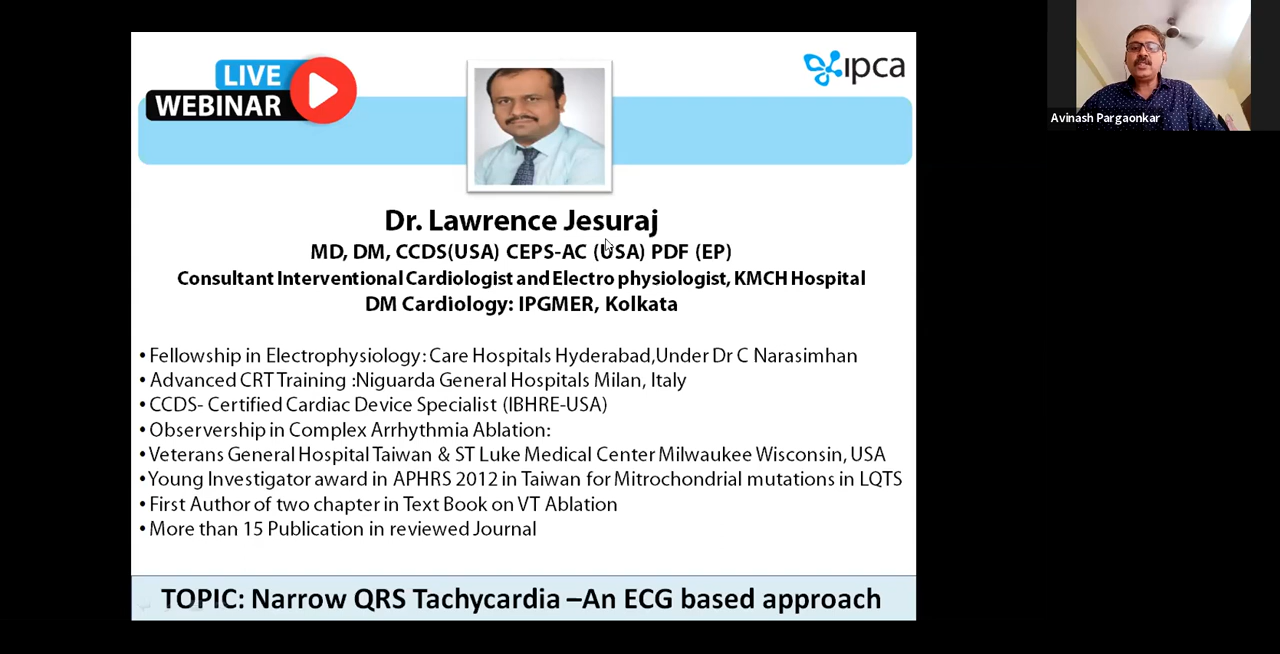 LIVE
WEBINAR
ipca
Avinash Pargaonkar
Dr. Lawrence Jesuraj
MD, DM, CCDS(USA) CEPS-AC (USA) PDF (EP)
Consultant Interventional Cardiologist and Electro physiologist, KMCH Hospital
DM Cardiology: IPGMER, Kolkata
• Fellowship in Electrophysiology: Care Hospitals Hyderabad,Under Dr C Narasimhan
• Advanced CRT Training :Niguarda General Hospitals Milan, Italy
• CCDS- Certified Cardiac Device Specialist (IBHRE-USA)
• Observership in Complex Arrhythmia Ablation:
• Veterans General Hospital Taiwan & ST Luke Medical Center Milwaukee Wisconsin, USA
• Young Investigator award in APHRS 2012 in Taiwan for Mitrochondrial mutations in LQTS
• First Author of two chapter in Text Book on VT Ablation
• More than 15 Publication in reviewed Journal
TOPIC: Narrow QRS Tachycardia –An ECG based approach